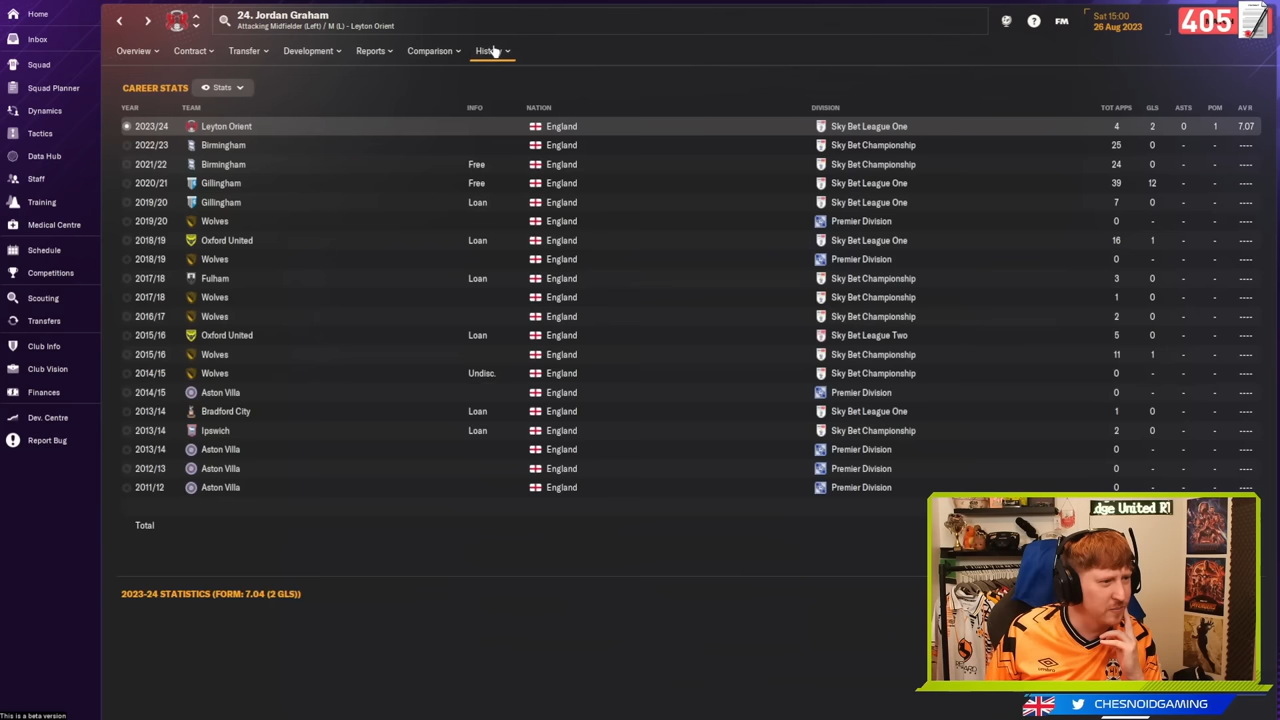 Home
Inbox
Squad
Squad Planner
Dynamics
Tactics
Data Hub
Staff
Training
Medical Centre
Schedule
Competitions
Scouting
Transfers
Club Info
Club Vision
Finances
Dev. Centre
Report Bug
This is a beta version
24. Jordan Graham
Attacking Midfielder (Left) / M (L) - Leyton Orient
FM
Sat 15:00
26 Aug 2023
405
Overview Contract Transfer Development Reports Comparison
CAREER STATS Stats
YEAR TEAM INFO NATION DIVISION TOT APPS GLS ASTS POM AV R
2023/24 Leyton Orient England Sky Bet League One 4 2 0 1 7.07
2022/23 Birmingham England Sky Bet Championship 25 0 - - ----
2021/22 Birmingham Free England Sky Bet Championship 24 0 - - ----
2020/21 Gillingham Free England Sky Bet League One 39 12 - - ----
2019/20 Gillingham Loan England Sky Bet League One 7 0 - - ----
2019/20 Wolves England Premier Division 0 - - - ----
2018/19 Oxford United Loan England Sky Bet League One 16 1 - - ----
2018/19 Wolves England Premier Division 0 - - - ----
2017/18 Fulham Loan England Sky Bet Championship 3 0 - - ----
2017/18 Wolves England Sky Bet Championship 1 0 - - ----
2016/17 Wolves England Sky Bet Championship 2 0 - - ----
2015/16 Oxford United Loan England Sky Bet League Two 5 0 - - ----
2015/16 Wolves England Sky Bet Championship 11 1 - - ----
2014/15 Wolves Undisc. England Sky Bet Championship 0 - - - ----
2014/15 Aston Villa England Premier Division 0 - - - ----
2013/14 Bradford City Loan England Sky Bet League One 1 0 - - ----
2013/14 Ipswich Loan England Sky Bet Championship 2 0 - - ----
2013/14 Aston Villa England Premier Division 0 - - - ----
2012/13 Aston Villa England Premier Division 0 - - - ----
2011/12 Aston Villa England Premier Division 0 - - - ----
Total
2023-24 STATISTICS (FORM: 7.04 (2 GLS))
dge United R1
umbro
CHESNOIDGAMING